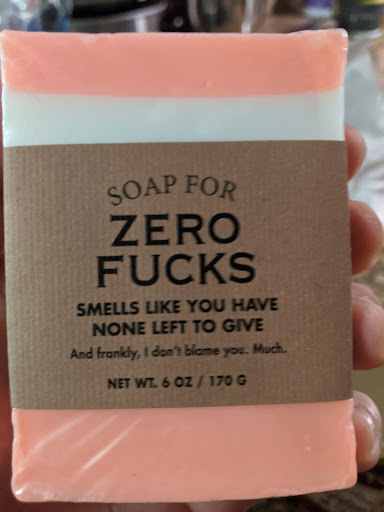 SOAP FOR
ZERO
FUCKS
SMELLS LIKE YOU HAVE
NONE LEFT TO GIVE
And frankly, I don't blame you. Much.
NET WT. 6 OZ / 170 G